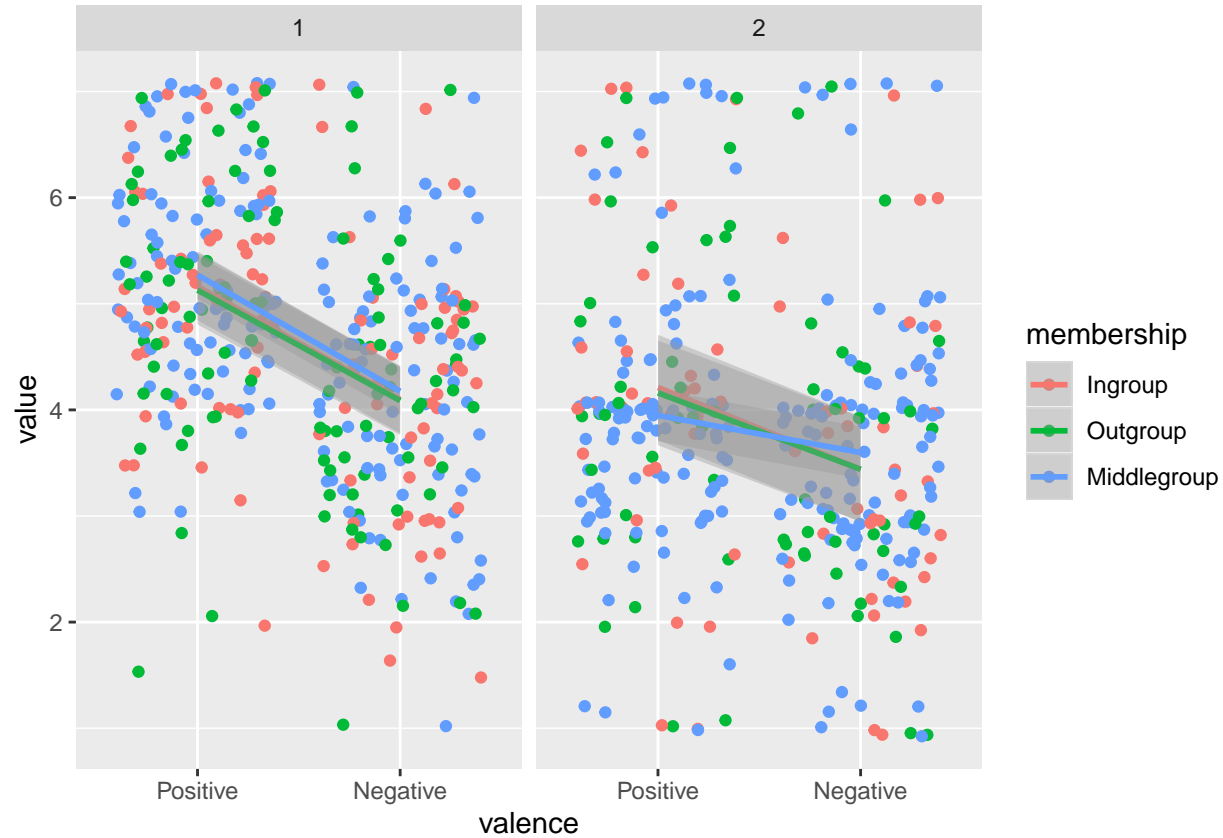 1
2
6
4
2
value
Positive
Negative
Positive
Negative
valence
membership
Ingroup
Outgroup
Middlegroup